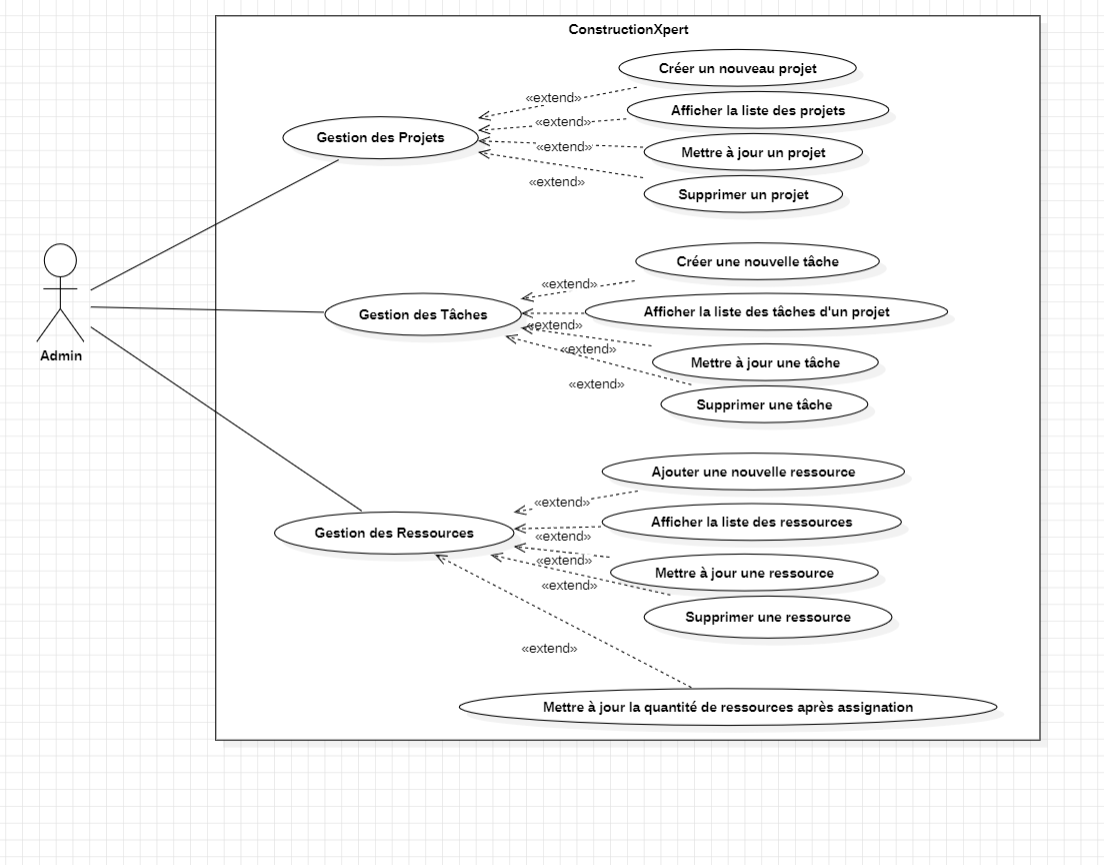 ConstructionXpert
Créer un nouveau projet
«extend»
Afficher la liste des projets
«extend»
Gestion des Projets
«extend»
Mettre à jour un projet
«extend»
Supprimer un projet
Créer une nouvelle tâche
«extend»
Afficher la liste des tâches d'un projet
Gestion des Tâches
«extend»
«extend»
Mettre à jour une tâche
«extend»
Supprimer une tâche
Admin
Ajouter une nouvelle ressource
«extend»
Afficher la liste des ressources
Gestion des Ressources
«extend»
«extend»
Mettre à jour une ressource
«extend»
Supprimer une ressource
«extend»
Mettre à jour la quantité de ressources après assignation